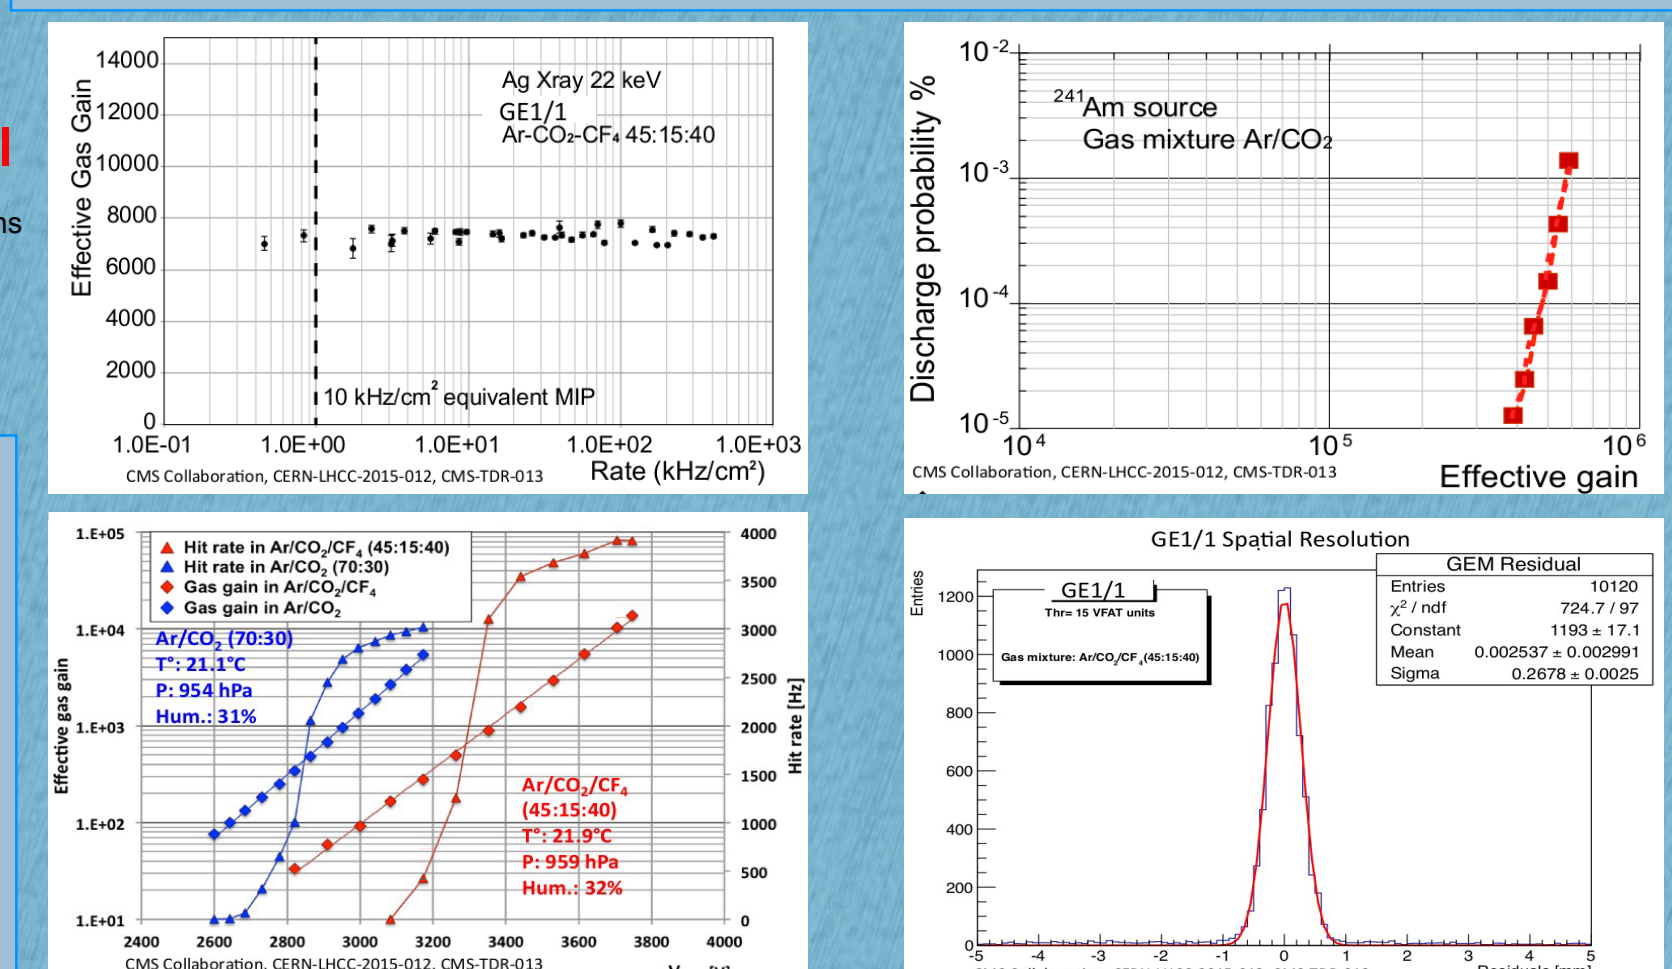 ns
14000
12000
10000
8000
6000
4000
2000
0
Effective Gas Gain
Ag Xray 22 keV
GE1/1
Ar-CO₂-CF₄ 45:15:40
10 kHz/cm² equivalent MIP
1.0E-01 1.0E+00 1.0E+01 1.0E+02 1.0E+03
Rate (kHz/cm²)
CMS Collaboration, CERN-LHCC-2015-012, CMS-TDR-013
10⁻²
10⁻³
10⁻⁴
10⁻⁵
Discharge probability %
²⁴¹Am source
Gas mixture Ar/CO₂
10⁴ 10⁵ 10⁶
CMS Collaboration, CERN-LHCC-2015-012, CMS-TDR-013
Effective gain
1.E+05
1.E+04
1.E+03
1.E+02
1.E+01
Effective gas gain
Hit rate in Ar/CO₂/CF₄ (45:15:40)
Hit rate in Ar/CO₂ (70:30)
Gas gain in Ar/CO₂/CF₄
Gas gain in Ar/CO₂
Ar/CO₂ (70:30)
T°: 21.1°C
P: 954 hPa
Hum.: 31%
Ar/CO₂/CF₄
(45:15:40)
T°: 21.9°C
P: 959 hPa
Hum.: 32%
4000
3500
3000
2500
2000
1500
1000
500
0
Hit rate [Hz]
2400 2600 2800 3000 3200 3400 3600 3800 4000
CMS Collaboration, CERN-LHCC-2015-012, CMS-TDR-013
GE1/1 Spatial Resolution
Entries
1200
1000
800
600
400
200
0
GE1/1
Thr= 15 VFAT units
Gas mixture: Ar/CO₂/CF₄(45:15:40)
GEM Residual
Entries 10120
χ² / ndf 724.7 / 97
Constant 1193 ± 17.1
Mean 0.002537 ± 0.002991
Sigma 0.2678 ± 0.0025
-5 -4 -3 -2 -1 0 1 2 3 4 5